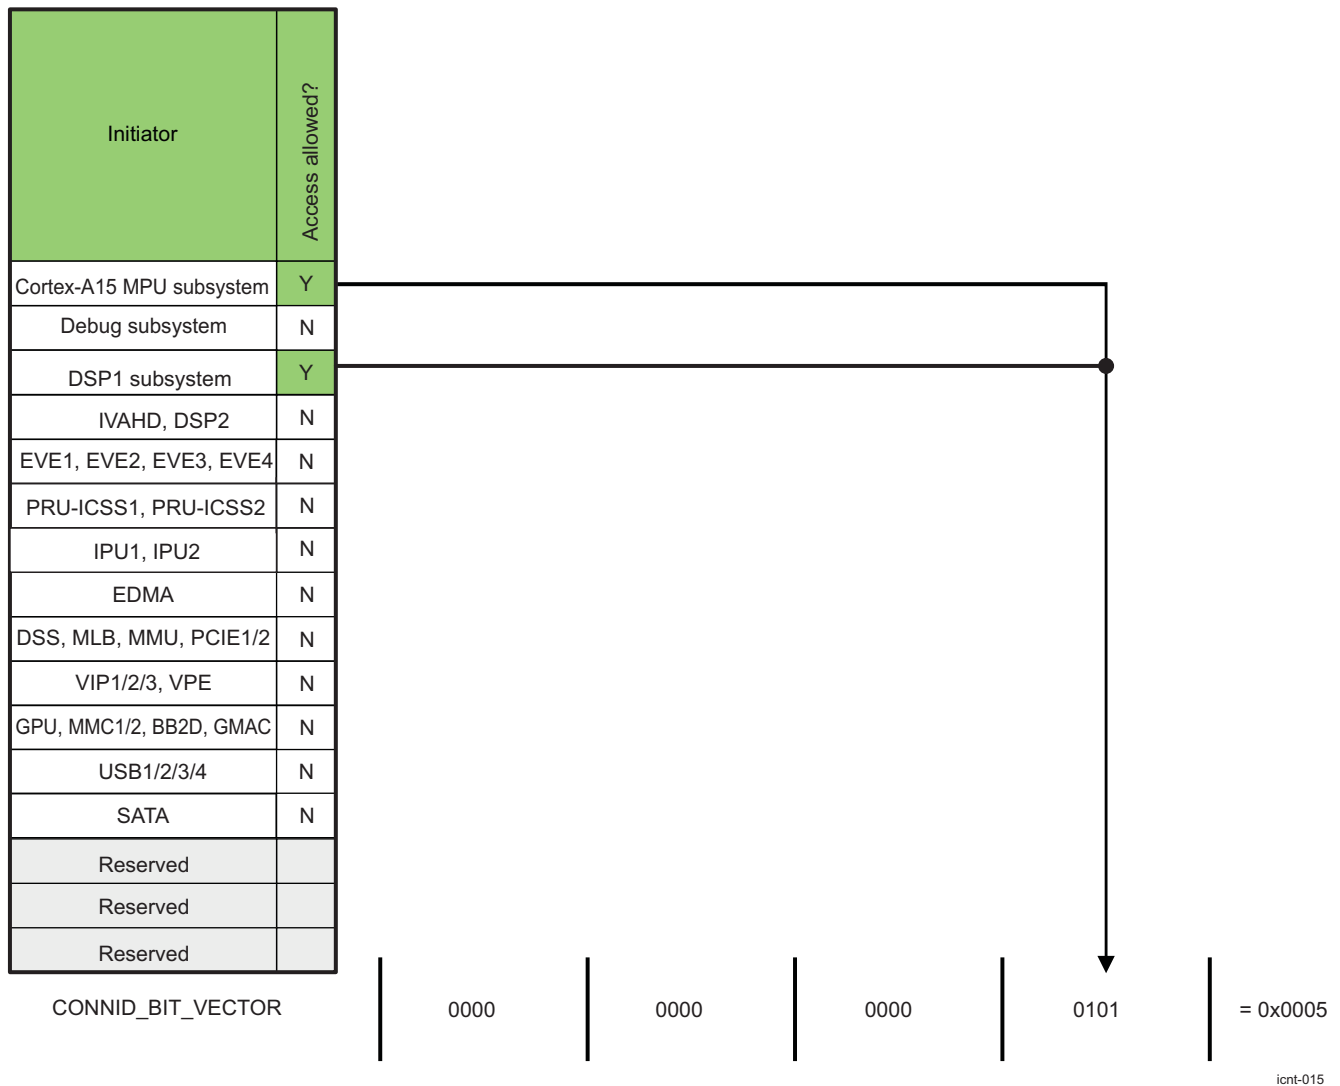 Initiator
Access allowed?
Cortex-A15 MPU subsystem Y
Debug subsystem N
DSP1 subsystem Y
IVAHD, DSP2 N
EVE1, EVE2, EVE3, EVE4 N
PRU-ICSS1, PRU-ICSS2 N
IPU1, IPU2 N
EDMA N
DSS, MLB, MMU, PCIE1/2 N
VIP1/2/3, VPE N
GPU, MMC1/2, BB2D, GMAC N
USB1/2/3/4 N
SATA N
Reserved
Reserved
Reserved
CONNID_BIT_VECTOR 0000 0000 0000 0101 = 0x0005
icnt-015